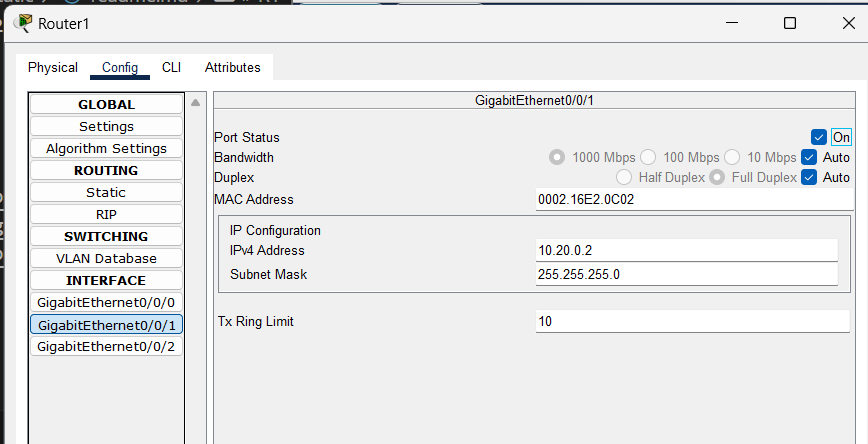 Router1
Physical Config CLI Attributes
GLOBAL
Settings
Algorithm Settings
ROUTING
Static
RIP
SWITCHING
VLAN Database
INTERFACE
GigabitEthernet0/0/0
GigabitEthernet0/0/1
GigabitEthernet0/0/2
GigabitEthernet0/0/1
Port Status On
Bandwidth 1000 Mbps 100 Mbps 10 Mbps Auto
Duplex Half Duplex Full Duplex Auto
MAC Address 0002.16E2.0C02
IP Configuration
IPv4 Address 10.20.0.2
Subnet Mask 255.255.255.0
Tx Ring Limit 10